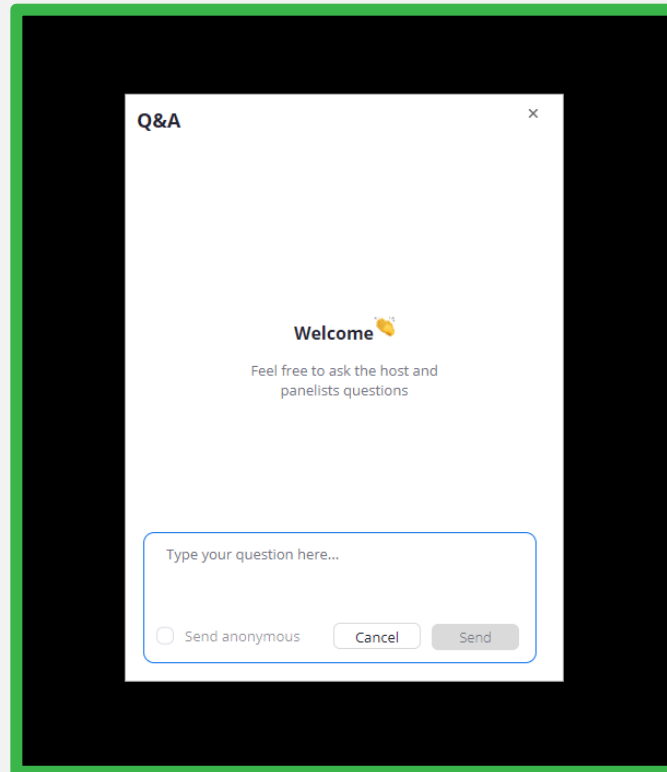 Q&A
Welcome
Feel free to ask the host and
panelists questions
Type your question here...
Send anonymous
Cancel
Send